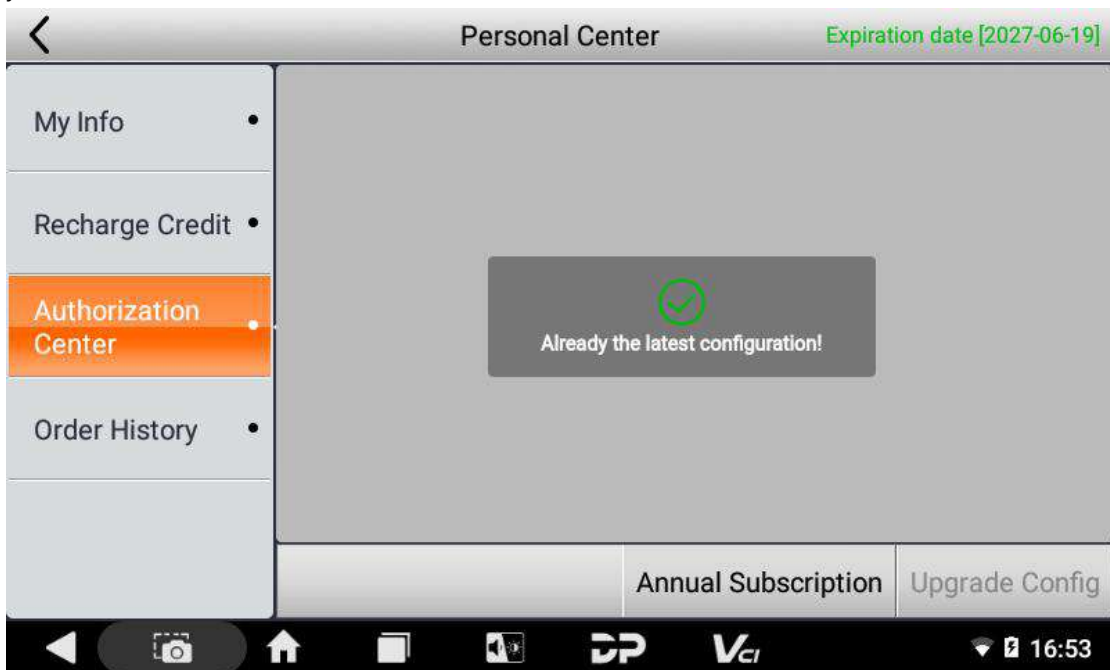 Personal Center
Expiration date [2027-06-19]
My Info
Recharge Credit
Authorization
Center
Order History
Already the latest configuration!
Annual Subscription
Upgrade Config
DP
VCI
16:53